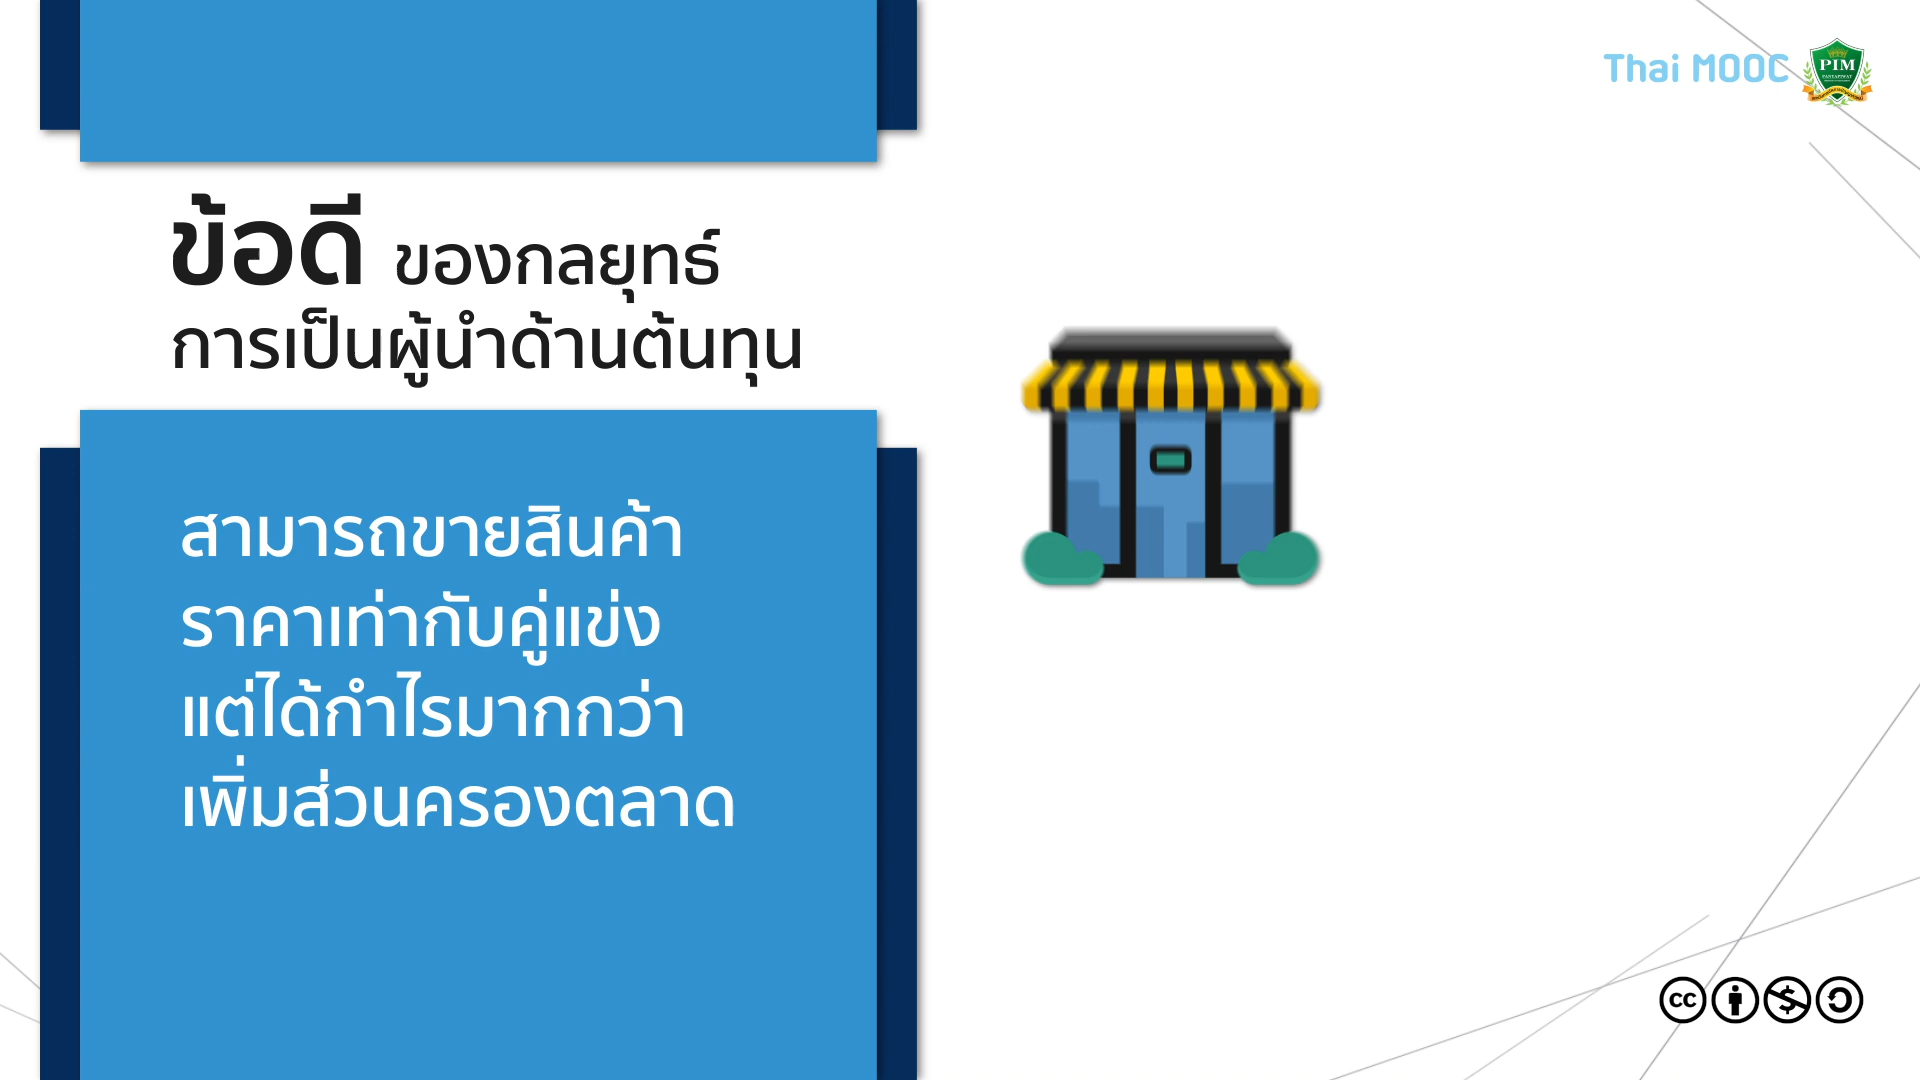 Thai MOOC
PIM
PANYAPIWAT
ข้อดี ของกลยุทธ์
การเป็นผู้นำด้านต้นทุน
สามารถขายสินค้า
ราคาเท่ากับคู่แข่ง
แต่ได้กำไรมากกว่า
เพิ่มส่วนครองตลาด
cc